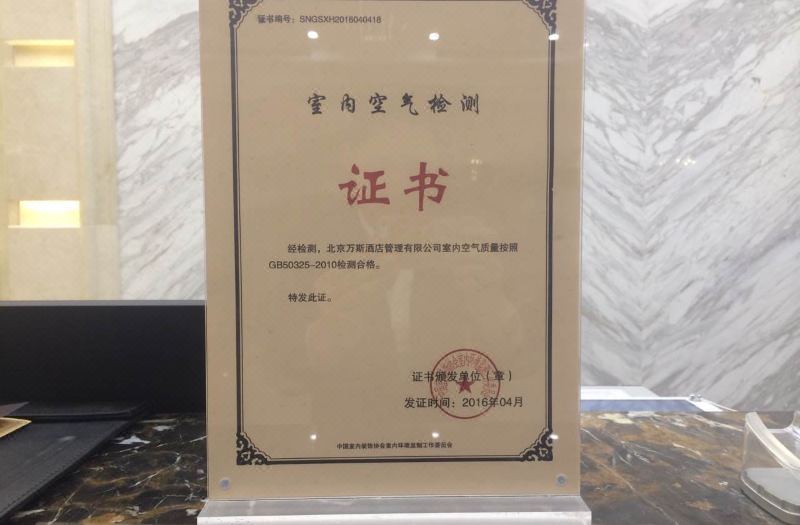 证书编号：SNGSXH2016040418
室内空气检测
证书
经检测，北京万斯酒店管理有限公司室内空气质量按照
GB50325-2010检测合格。
特发此证。
证书颁发单位（章）
发证时间：2016年04月
中国室内装饰协会室内环境监测工作委员会